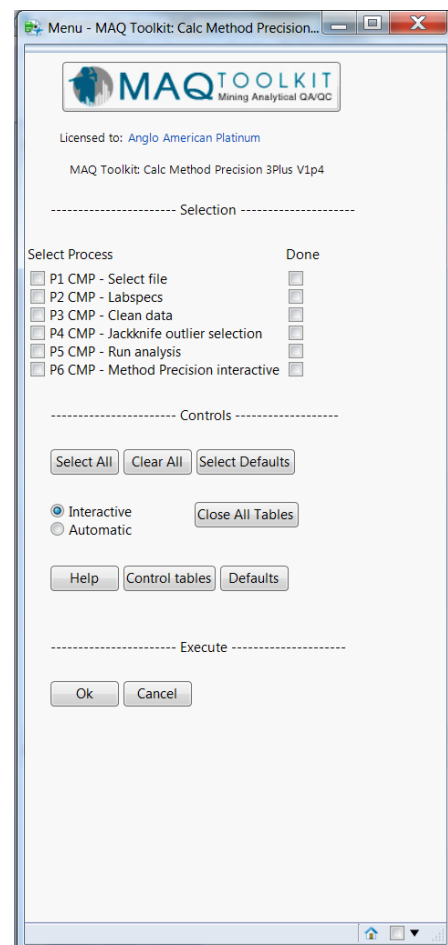 Menu - MAQ Toolkit: Calc Method Precision...
MAQ TOOLKIT
Mining Analytical QA/QC
Licensed to: Anglo American Platinum
MAQ Toolkit: Calc Method Precision 3Plus V1p4
----------------------- Selection ---------------------
Select Process Done
P1 CMP - Select file
P2 CMP - Labspecs
P3 CMP - Clean data
P4 CMP - Jackknife outlier selection
P5 CMP - Run analysis
P6 CMP - Method Precision interactive
----------------------- Controls -------------------
Select All Clear All Select Defaults
Interactive Close All Tables
Automatic
Help Control tables Defaults
----------------------- Execute ---------------------
Ok Cancel